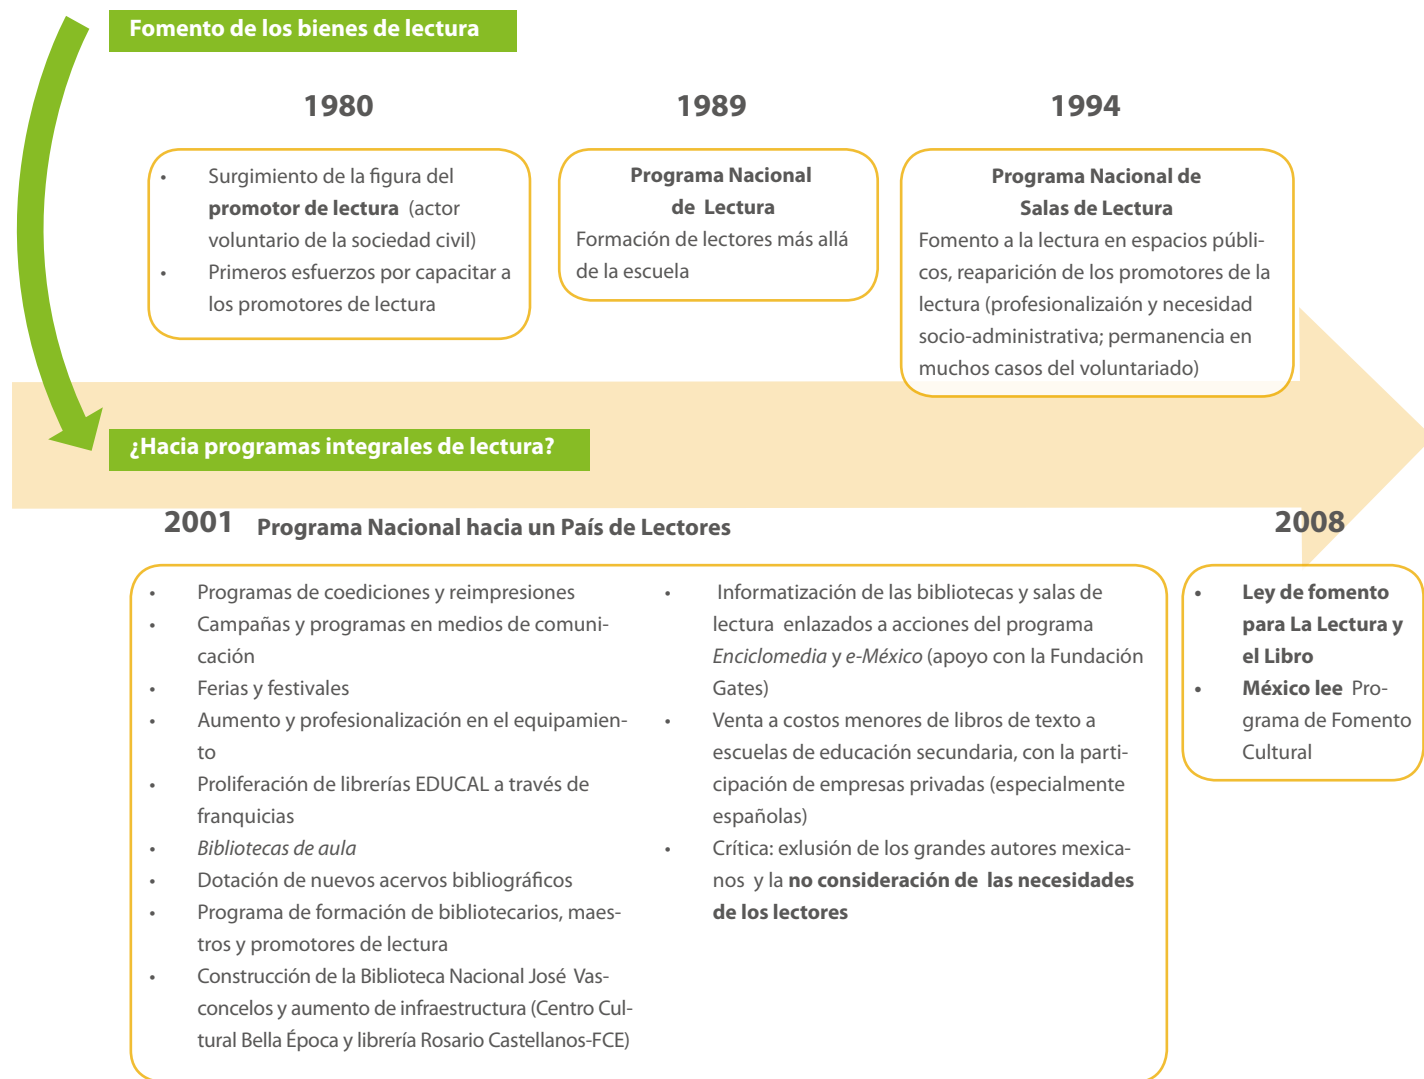 Fomento de los bienes de lectura
1980
• Surgimiento de la figura del
promotor de lectura (actor
voluntario de la sociedad civil)
• Primeros esfuerzos por capacitar a
los promotores de lectura
1989
Programa Nacional
de Lectura
Formación de lectores más allá
de la escuela
1994
Programa Nacional de
Salas de Lectura
Fomento a la lectura en espacios públi-
cos, reaparición de los promotores de la
lectura (profesionalizaión y necesidad
socio-administrativa; permanencia en
muchos casos del voluntariado)
¿Hacia programas integrales de lectura?
2001 Programa Nacional hacia un País de Lectores
• Programas de coediciones y reimpresiones
• Campañas y programas en medios de comuni-
cación
• Ferias y festivales
• Aumento y profesionalización en el equipamien-
to
• Proliferación de librerías EDUCAL a través de
franquicias
• Bibliotecas de aula
• Dotación de nuevos acervos bibliográficos
• Programa de formación de bibliotecarios, maes-
tros y promotores de lectura
• Construcción de la Biblioteca Nacional José Vas-
concelos y aumento de infraestructura (Centro Cul-
tural Bella Época y librería Rosario Castellanos-FCE)
• Informatización de las bibliotecas y salas de
lectura enlazados a acciones del programa
Enciclomedia y e-México (apoyo con la Fundación
Gates)
• Venta a costos menores de libros de texto a
escuelas de educación secundaria, con la parti-
cipación de empresas privadas (especialmente
españolas)
• Crítica: exlusión de los grandes autores mexica-
nos y la no consideración de las necesidades
de los lectores
2008
• Ley de fomento
para La Lectura y
el Libro
• México lee Pro-
grama de Fomento
Cultural